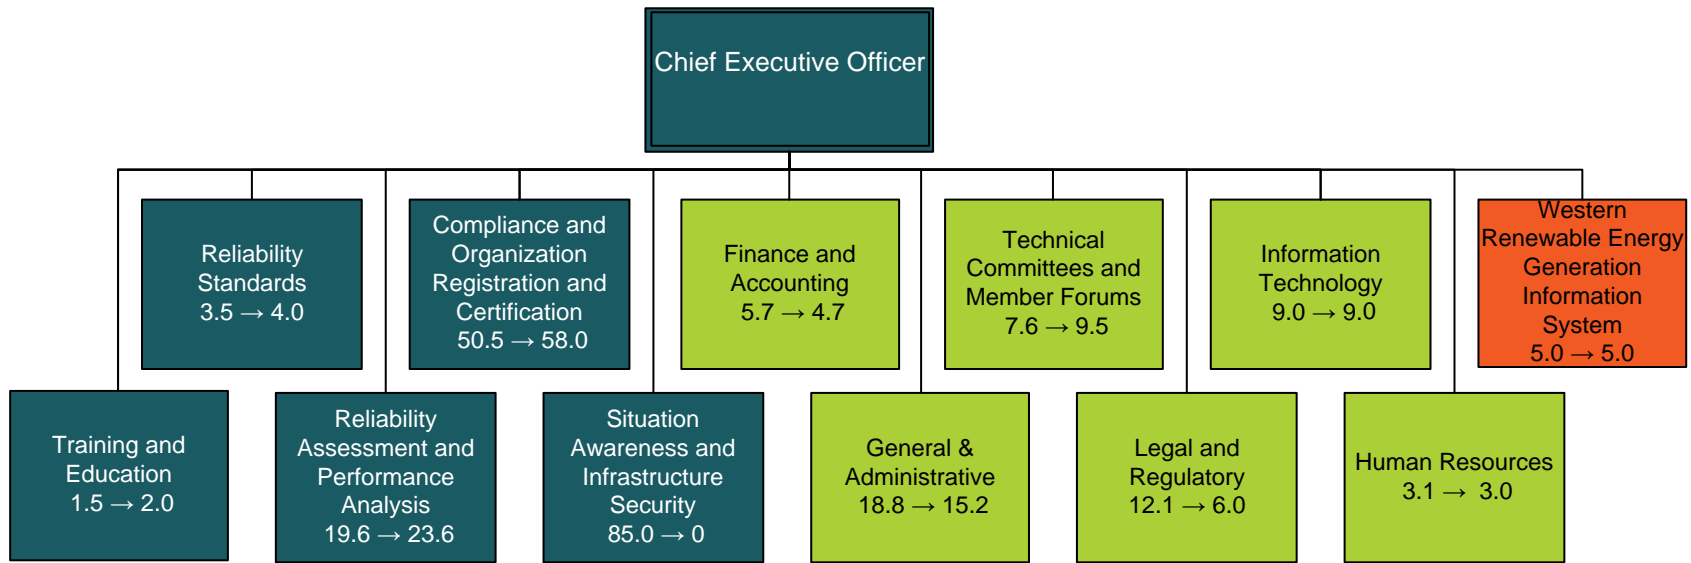 Chief Executive Officer
Reliability
Standards
3.5 → 4.0
Compliance and
Organization
Registration and
Certification
50.5 → 58.0
Finance and
Accounting
5.7 → 4.7
Technical
Committees and
Member Forums
7.6 → 9.5
Information
Technology
9.0 → 9.0
Western
Renewable Energy
Generation
Information
System
5.0 → 5.0
Training and
Education
1.5 → 2.0
Reliability
Assessment and
Performance
Analysis
19.6 → 23.6
Situation
Awareness and
Infrastructure
Security
85.0 → 0
General &
Administrative
18.8 → 15.2
Legal and
Regulatory
12.1 → 6.0
Human Resources
3.1 → 3.0